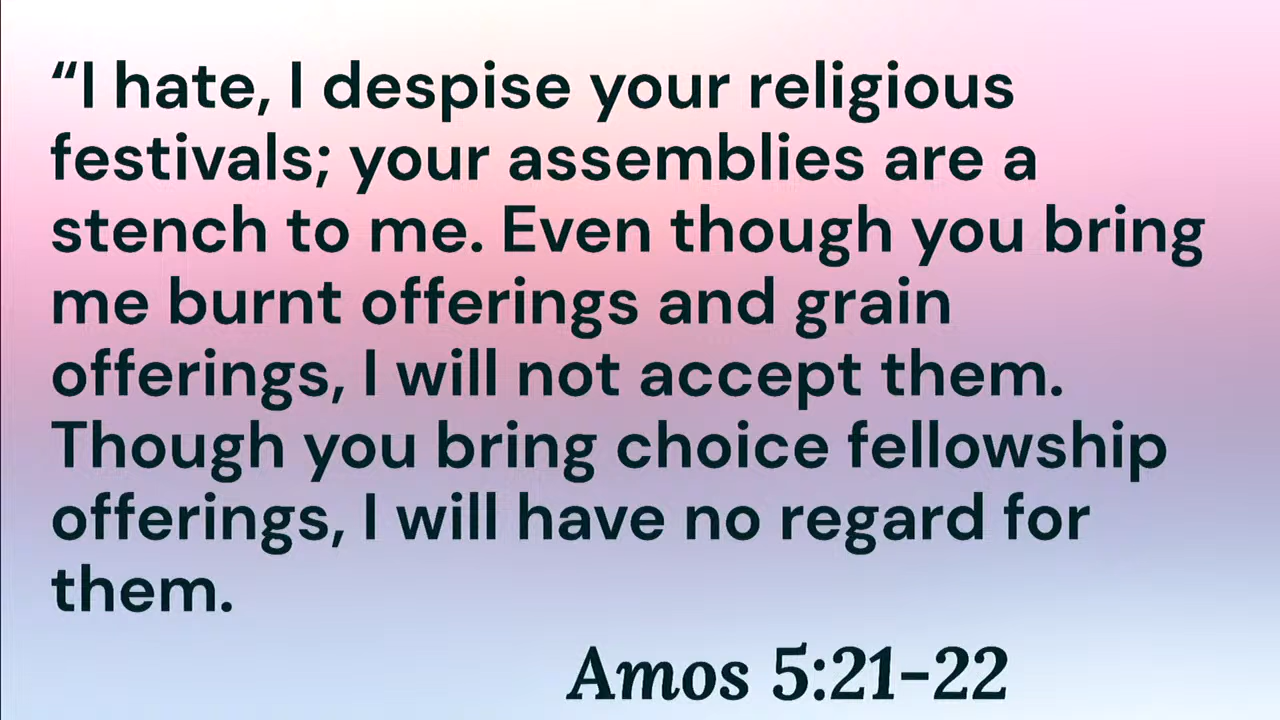 “I hate, I despise your religious
festivals; your assemblies are a
stench to me. Even though you bring
me burnt offerings and grain
offerings, I will not accept them.
Though you bring choice fellowship
offerings, I will have no regard for
them.
Amos 5:21-22